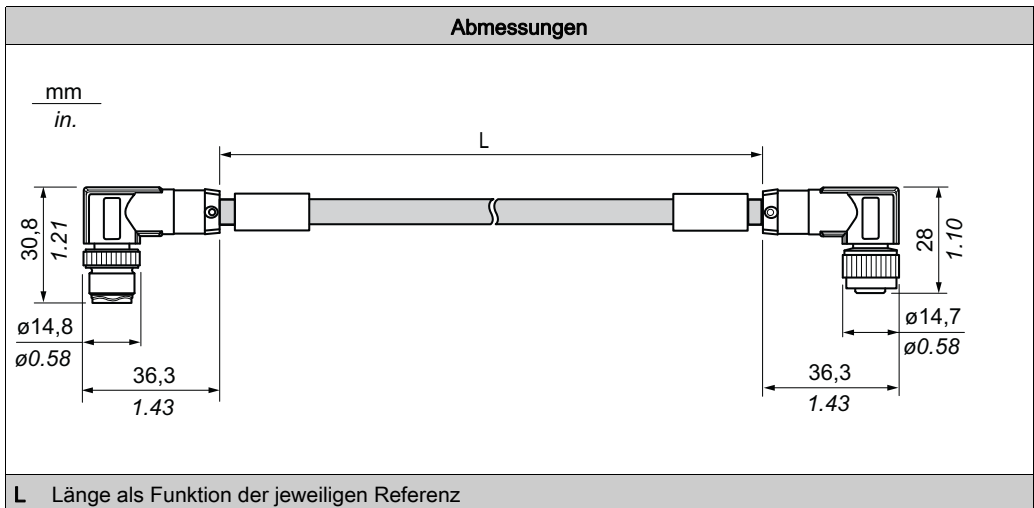 Abmessungen
mm
in.
L
30,8
1.21
28
1.10
ø14,8
ø0.58
ø14,7
ø0.58
36,3
1.43
36,3
1.43
L Länge als Funktion der jeweiligen Referenz